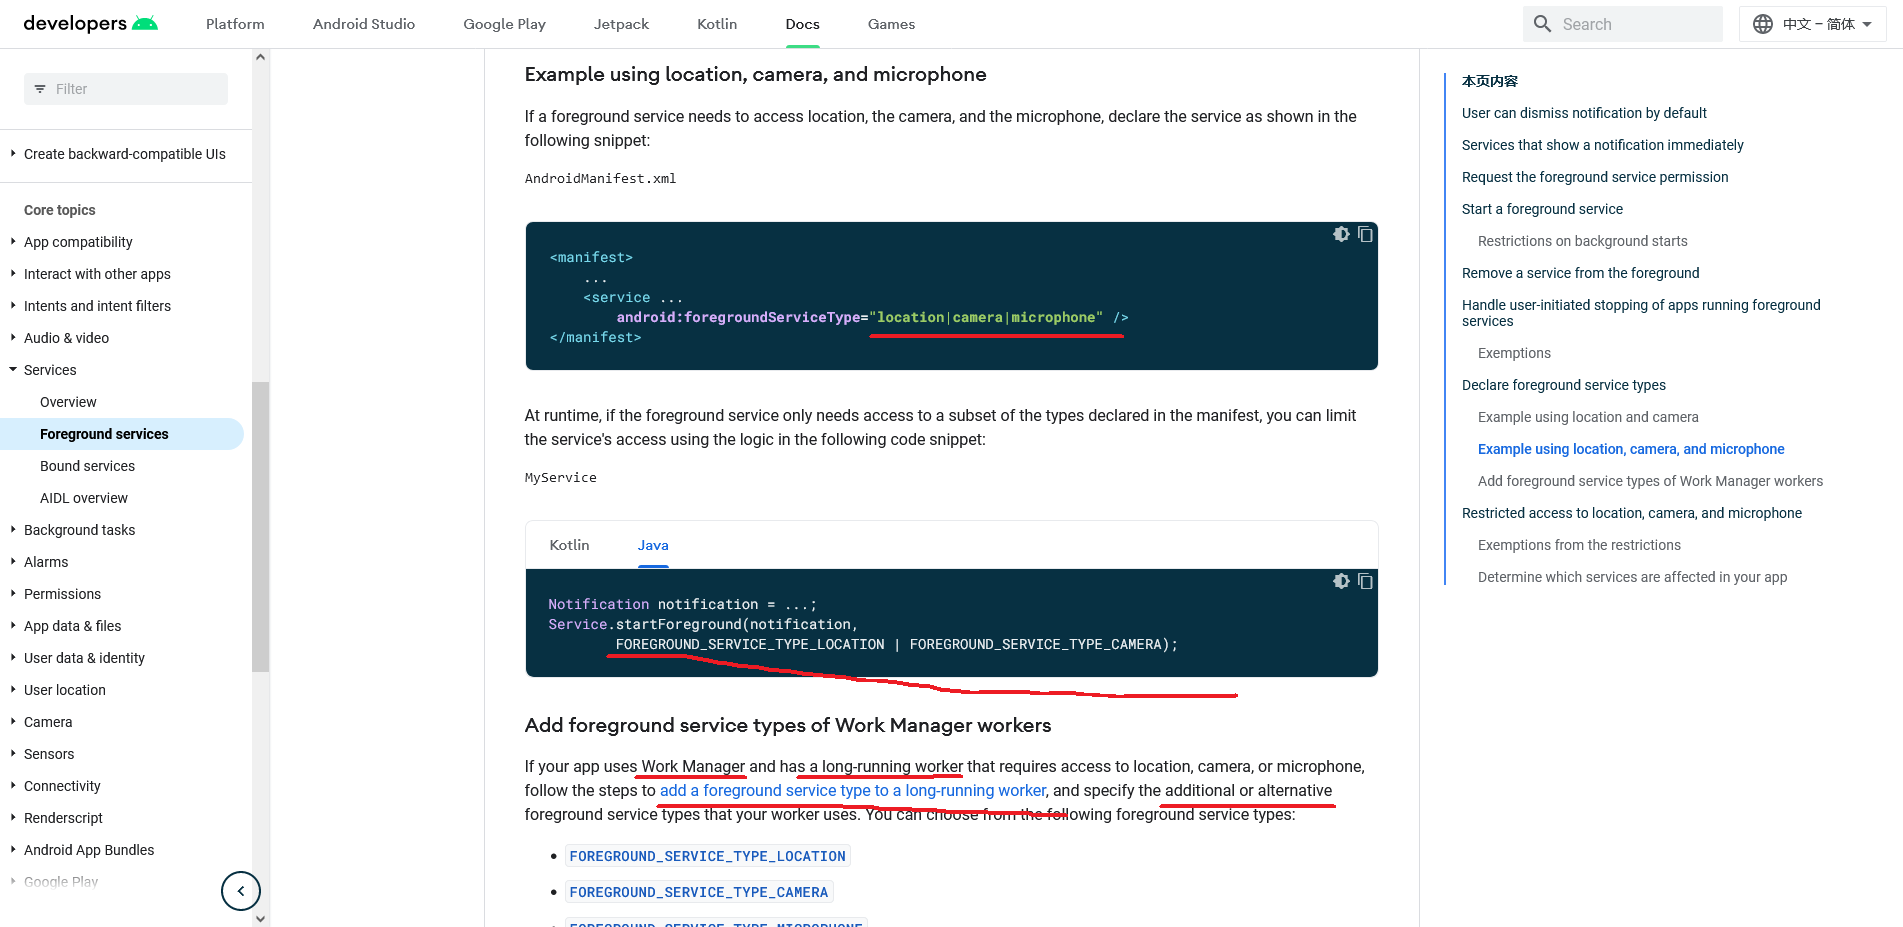 developers
Platform
Android Studio
Google Play
Jetpack
Kotlin
Docs
Games
Search
中文 – 简体
Filter
Create backward-compatible UIs
Core topics
App compatibility
Interact with other apps
Intents and intent filters
Audio & video
Services
Overview
Foreground services
Bound services
AIDL overview
Background tasks
Alarms
Permissions
App data & files
User data & identity
User location
Camera
Sensors
Connectivity
Renderscript
Android App Bundles
Google Play
Example using location, camera, and microphone
If a foreground service needs to access location, the camera, and the microphone, declare the service as shown in the
following snippet:
AndroidManifest.xml
<manifest>
...
<service ...
android:foregroundServiceType="location|camera|microphone" />
</manifest>
At runtime, if the foreground service only needs access to a subset of the types declared in the manifest, you can limit
the service's access using the logic in the following code snippet:
MyService
Kotlin
Java
Notification notification = ...;
Service.startForeground(notification,
FOREGROUND_SERVICE_TYPE_LOCATION | FOREGROUND_SERVICE_TYPE_CAMERA);
Add foreground service types of Work Manager workers
If your app uses Work Manager and has a long-running worker that requires access to location, camera, or microphone,
follow the steps to add a foreground service type to a long-running worker, and specify the additional or alternative
foreground service types that your worker uses. You can choose from the following foreground service types:
FOREGROUND_SERVICE_TYPE_LOCATION
FOREGROUND_SERVICE_TYPE_CAMERA
FOREGROUND_SERVICE_TYPE_MICROPHONE
本页内容
User can dismiss notification by default
Services that show a notification immediately
Request the foreground service permission
Start a foreground service
Restrictions on background starts
Remove a service from the foreground
Handle user-initiated stopping of apps running foreground
services
Exemptions
Declare foreground service types
Example using location and camera
Example using location, camera, and microphone
Add foreground service types of Work Manager workers
Restricted access to location, camera, and microphone
Exemptions from the restrictions
Determine which services are affected in your app